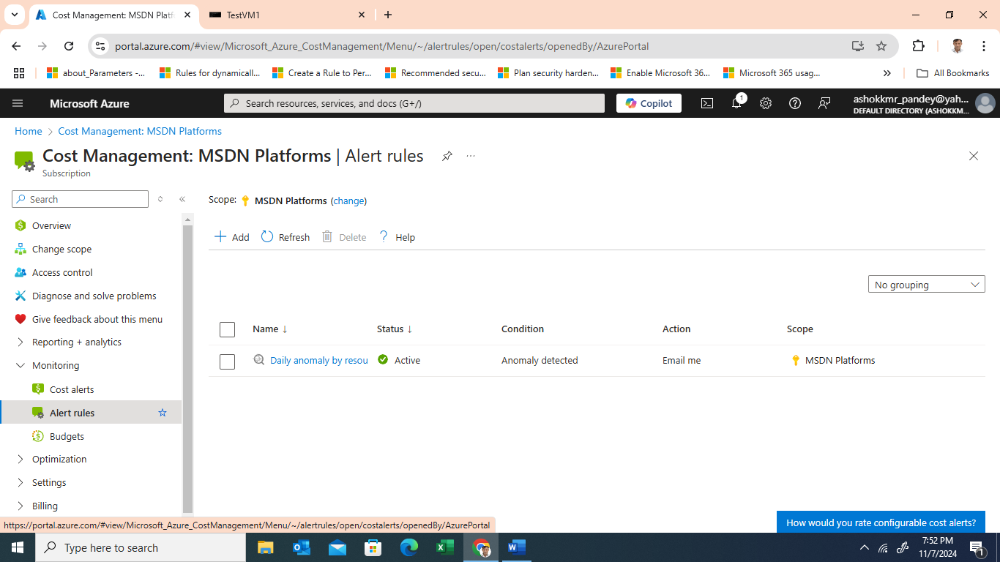 Cost Management: MSDN Platf
TestVM1
portal.azure.com/#view/Microsoft_Azure_CostManagement/Menu/~/alertrules/open/costalerts/openedBy/AzurePortal
about_Parameters -...
Rules for dynamicall...
Create a Rule to Per...
Recommended secu...
Plan security harden...
Enable Microsoft 36...
Microsoft 365 usag...
All Bookmarks
Microsoft Azure
Search resources, services, and docs (G+/)
Copilot
1
ashokkmr_pandey@yah...
DEFAULT DIRECTORY (ASHOKKM...
Home > Cost Management: MSDN Platforms
Cost Management: MSDN Platforms | Alert rules
...
Subscription
Search
Scope: MSDN Platforms (change)
Overview
Change scope
Access control
Diagnose and solve problems
Give feedback about this menu
Reporting + analytics
Monitoring
Cost alerts
Alert rules
Budgets
Optimization
Settings
Billing
Add
Refresh
Delete
? Help
No grouping
Name ↓
Status ↓
Condition
Action
Scope
Daily anomaly by resou
Active
Anomaly detected
Email me
MSDN Platforms
How would you rate configurable cost alerts?
https://portal.azure.com/#view/Microsoft_Azure_CostManagement/Menu/~/alertrules/open/costalerts/openedBy/AzurePortal
Type here to search
7:52 PM
11/7/2024
1